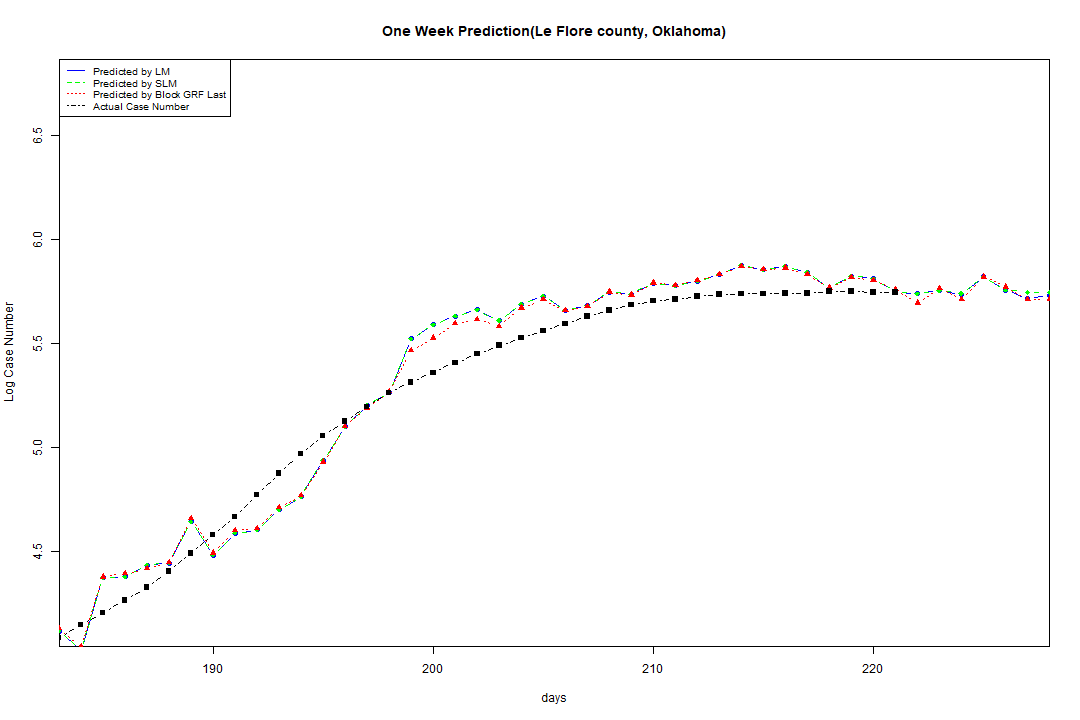 One Week Prediction(Le Flore county, Oklahoma)
Predicted by LM
Predicted by SLM
Predicted by Block GRF Last
Actual Case Number
6.5
6.0
5.5
5.0
4.5
Log Case Number
190 200 210 220
days